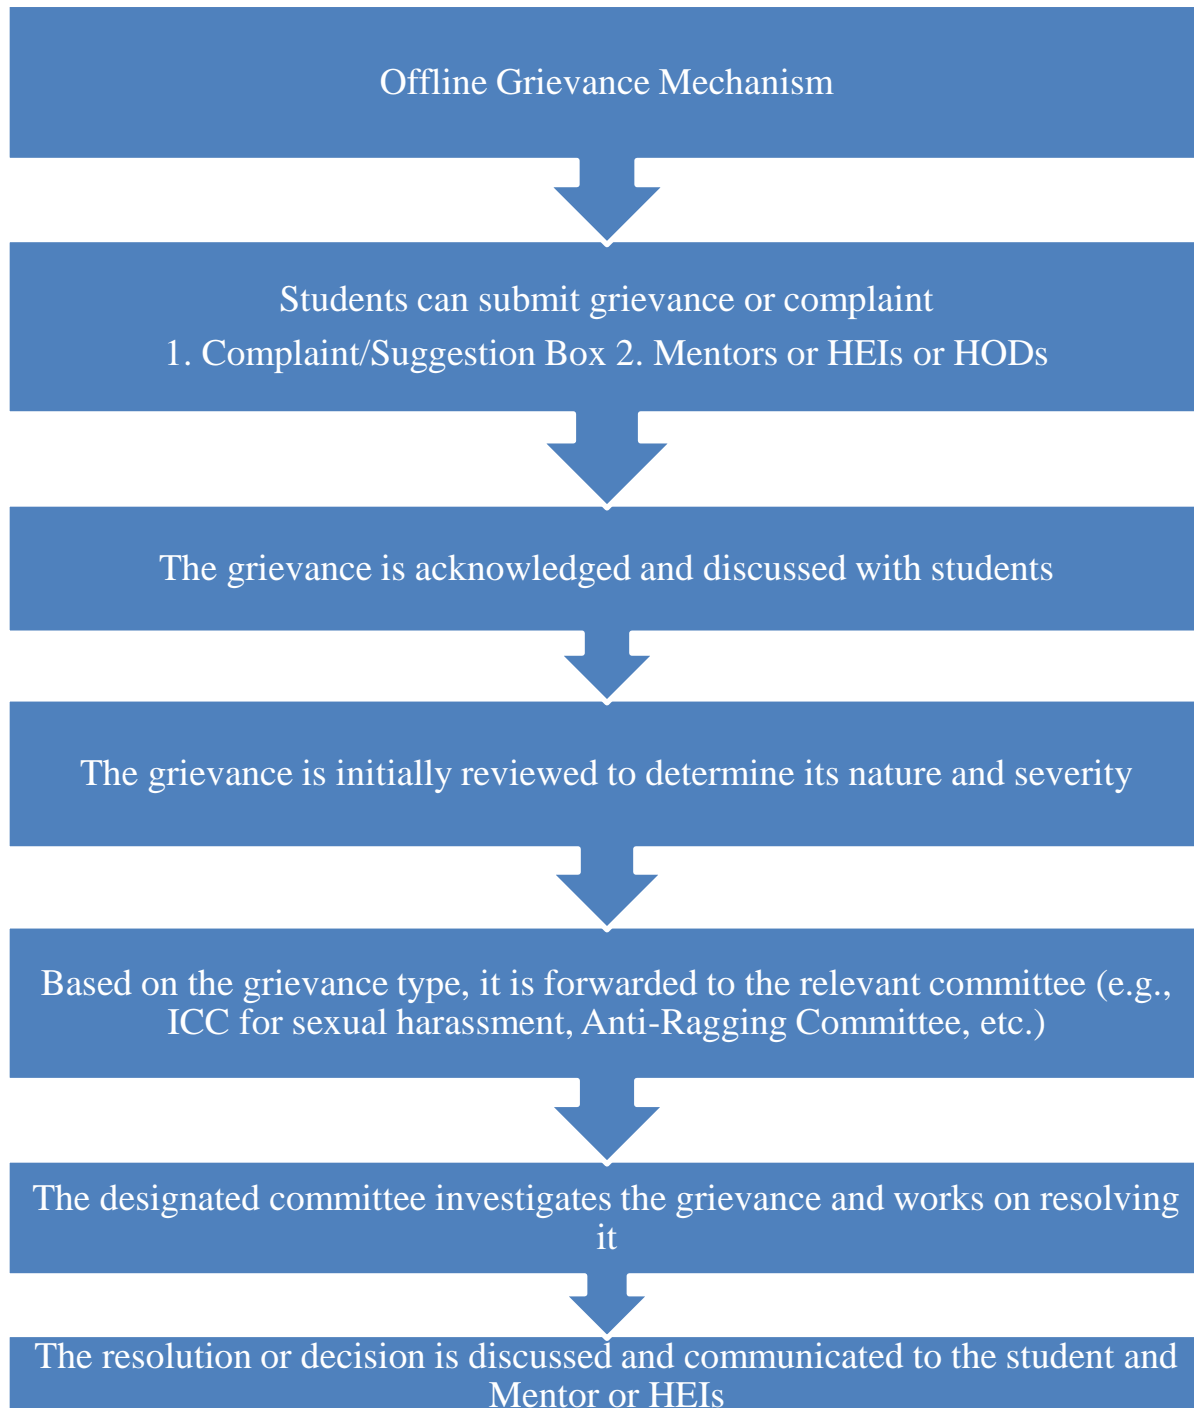 Offline Grievance Mechanism
Students can submit grievance or complaint
1. Complaint/Suggestion Box 2. Mentors or HEIs or HODs
The grievance is acknowledged and discussed with students
The grievance is initially reviewed to determine its nature and severity
Based on the grievance type, it is forwarded to the relevant committee (e.g.,
ICC for sexual harassment, Anti-Ragging Committee, etc.)
The designated committee investigates the grievance and works on resolving
it
The resolution or decision is discussed and communicated to the student and
Mentor or HEIs